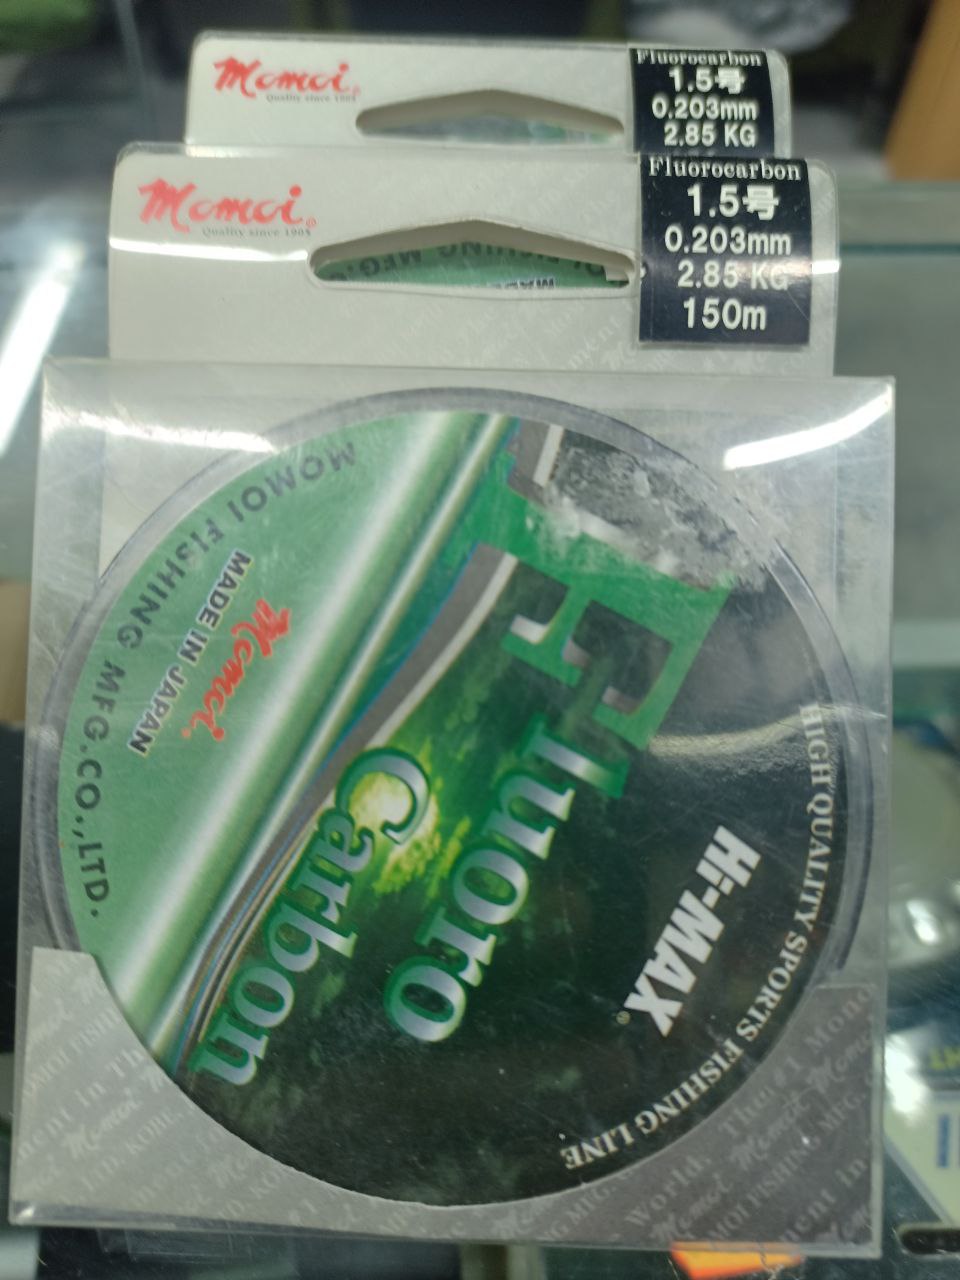 Momoi
Quality since 1905
Fluorocarbon
1.5号
0.203mm
2.85 KG
Momoi
Quality since 1905
Fluorocarbon
1.5号
0.203mm
2.85 KG
150m
MOMOI FISHING MFG.CO.,LTD.
MADE IN JAPAN
Momoi
Fluoro
Carbon
Hi-MAX
HIGH QUALITY SPORTS FISHING LINE